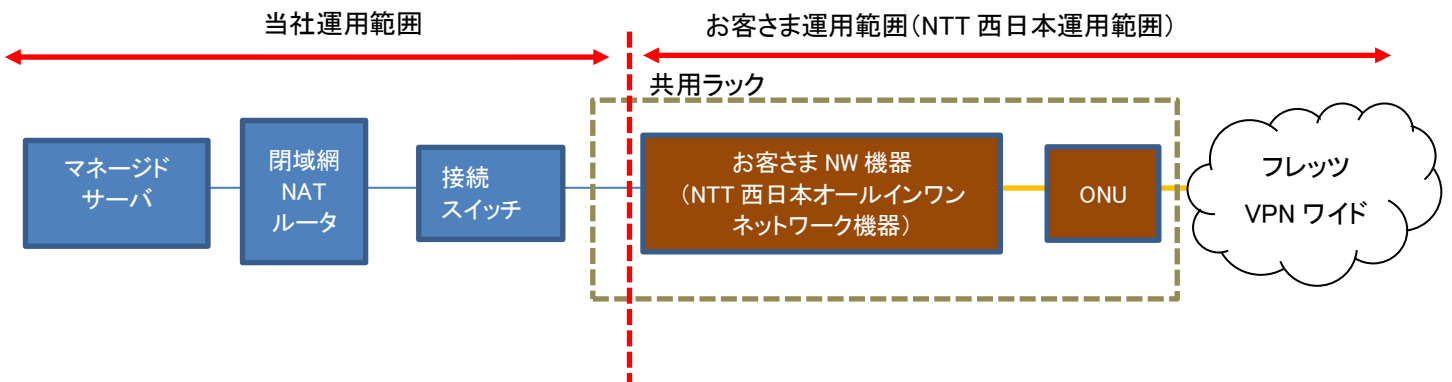 当社運用範囲
お客さま運用範囲（NTT 西日本運用範囲）
共用ラック
マネージド
サーバ
閉域網
NAT
ルータ
接続
スイッチ
お客さま NW 機器
（NTT 西日本オールインワン
ネットワーク機器）
ONU
フレッツ
VPN ワイド